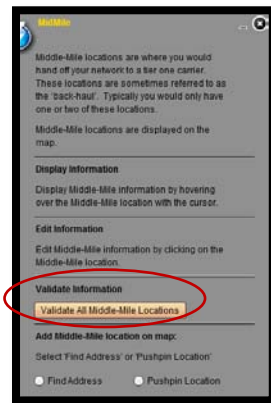 MidMile
Middle-Mile locations are where you would
hand off your network to a tier one carrier.
These locations are sometimes referred to as
the 'back-haul'. Typically you would only have
one or two of these locations.
Middle-Mile locations are displayed on the
map.
Display Information
Display Middle-Mile information by hovering
over the Middle-Mile location with the cursor.
Edit Information
Edit Middle-Mile information by clicking on the
Middle-Mile location.
Validate Information
Validate All Middle-Mile Locations
Add Middle-Mile location on map:
Select 'Find Address' or 'Pushpin Location'
Find Address Pushpin Location